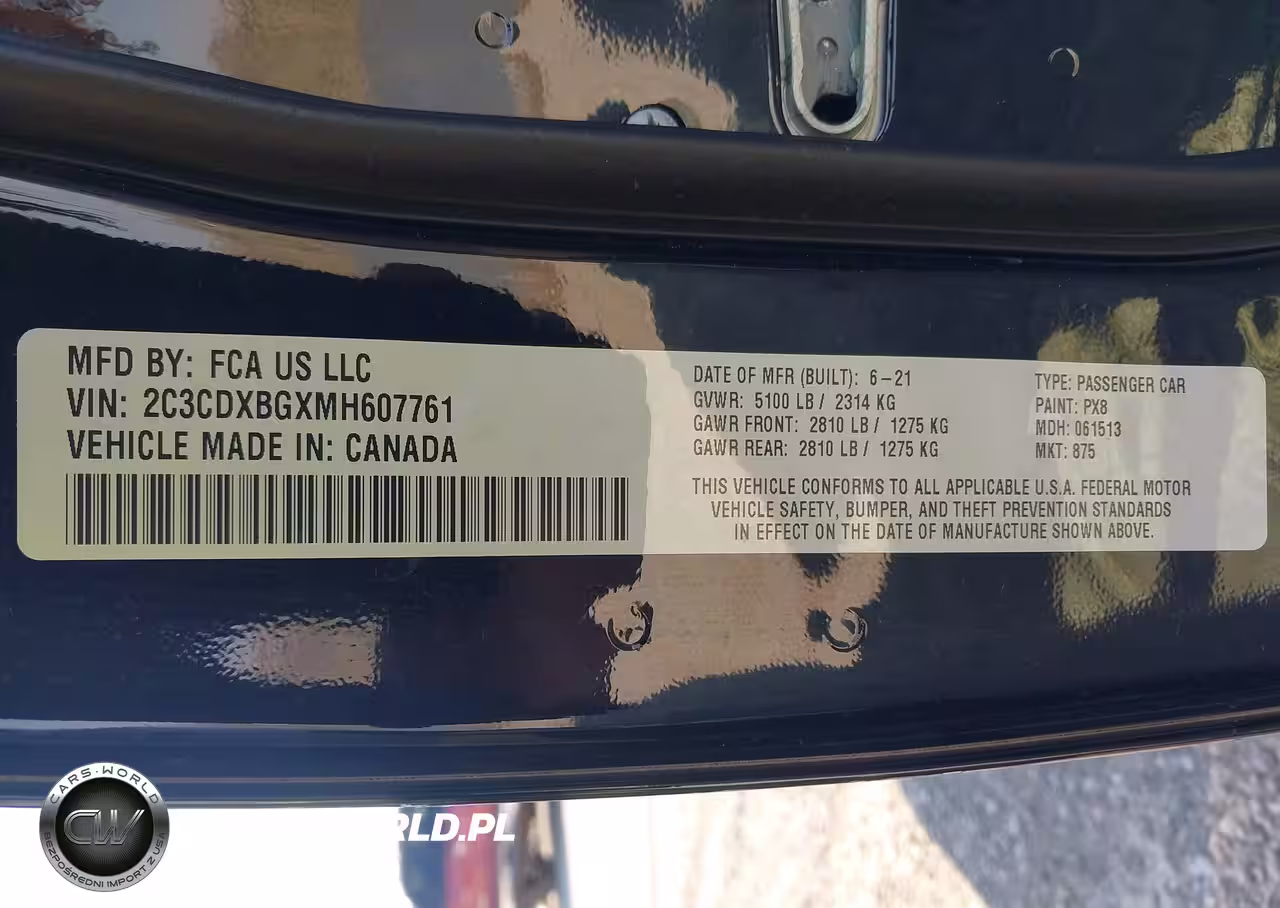 MFD BY: FCA US LLC
VIN: 2C3CDXBGXMH607761
VEHICLE MADE IN: CANADA
DATE OF MFR (BUILT): 6-21
GVWR: 5100 LB / 2314 KG
GAWR FRONT: 2810 LB / 1275 KG
GAWR REAR: 2810 LB / 1275 KG
TYPE: PASSENGER CAR
PAINT: PX8
MDH: 061513
MKT: 875
THIS VEHICLE CONFORMS TO ALL APPLICABLE U.S.A. FEDERAL MOTOR
VEHICLE SAFETY, BUMPER, AND THEFT PREVENTION STANDARDS
IN EFFECT ON THE DATE OF MANUFACTURE SHOWN ABOVE.
CARS-WORLD
CW
BEZPOŚREDNI IMPORT Z USA
RLD.PL